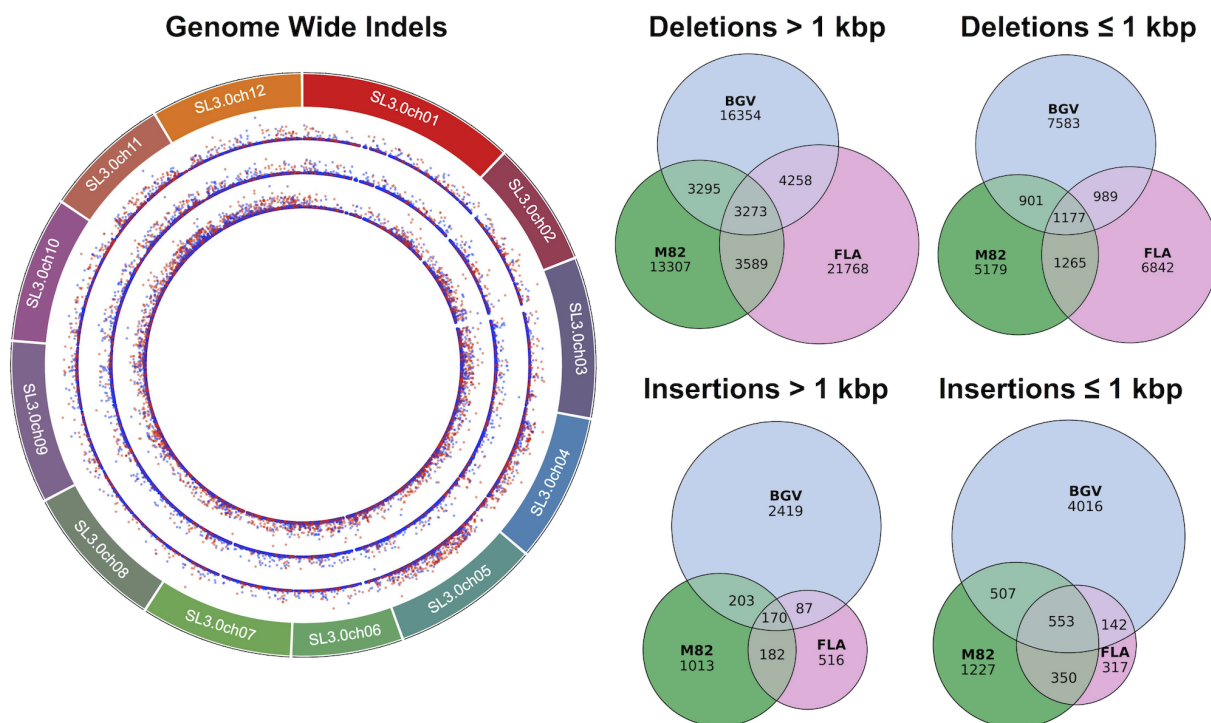 Genome Wide Indels
SL3.0ch01
SL3.0ch02
SL3.0ch03
SL3.0ch04
SL3.0ch05
SL3.0ch06
SL3.0ch07
SL3.0ch08
SL3.0ch09
SL3.0ch10
SL3.0ch11
SL3.0ch12
Deletions > 1 kbp
BGV
16354
3295
4258
3273
M82
13307
3589
FLA
21768
Deletions ≤ 1 kbp
BGV
7583
901
989
1177
M82
5179
1265
FLA
6842
Insertions > 1 kbp
BGV
2419
203
170
87
M82
1013
182
FLA
516
Insertions ≤ 1 kbp
BGV
4016
507
553
142
M82
1227
350
FLA
317